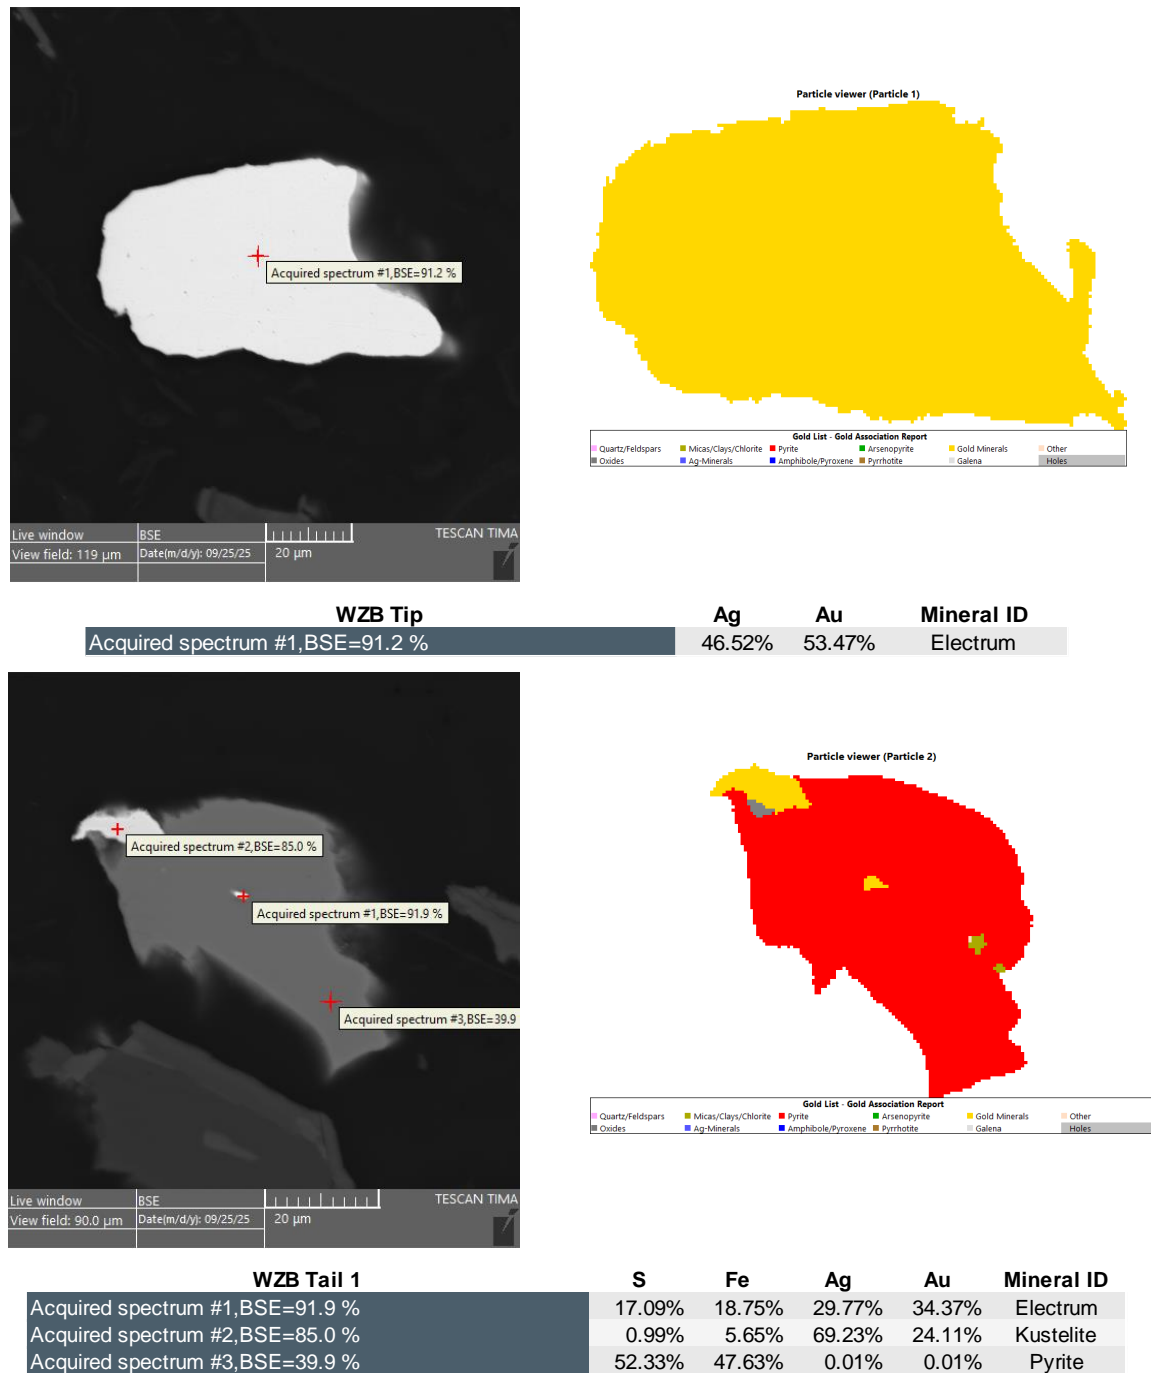 Particle viewer (Particle 1)
Acquired spectrum #1,BSE=91.2 %
Gold List - Gold Association Report
Quartz/Feldspars Micas/Clays/Chlorite Pyrite Arsenopyrite Gold Minerals Other
Oxides Ag-Minerals Amphibole/Pyroxene Pyrrhotite Galena Holes
Live window BSE TESCAN TIMA
View field: 119 µm Date(m/d/y): 09/25/25 20 µm
WZB Tip Ag Au Mineral ID
Acquired spectrum #1,BSE=91.2 % 46.52% 53.47% Electrum
Particle viewer (Particle 2)
Acquired spectrum #2,BSE=85.0 %
Acquired spectrum #1,BSE=91.9 %
Acquired spectrum #3,BSE=39.9
Gold List - Gold Association Report
Quartz/Feldspars Micas/Clays/Chlorite Pyrite Arsenopyrite Gold Minerals Other
Oxides Ag-Minerals Amphibole/Pyroxene Pyrrhotite Galena Holes
Live window BSE TESCAN TIMA
View field: 90.0 µm Date(m/d/y): 09/25/25 20 µm
WZB Tail 1 S Fe Ag Au Mineral ID
Acquired spectrum #1,BSE=91.9 % 17.09% 18.75% 29.77% 34.37% Electrum
Acquired spectrum #2,BSE=85.0 % 0.99% 5.65% 69.23% 24.11% Kustelite
Acquired spectrum #3,BSE=39.9 % 52.33% 47.63% 0.01% 0.01% Pyrite